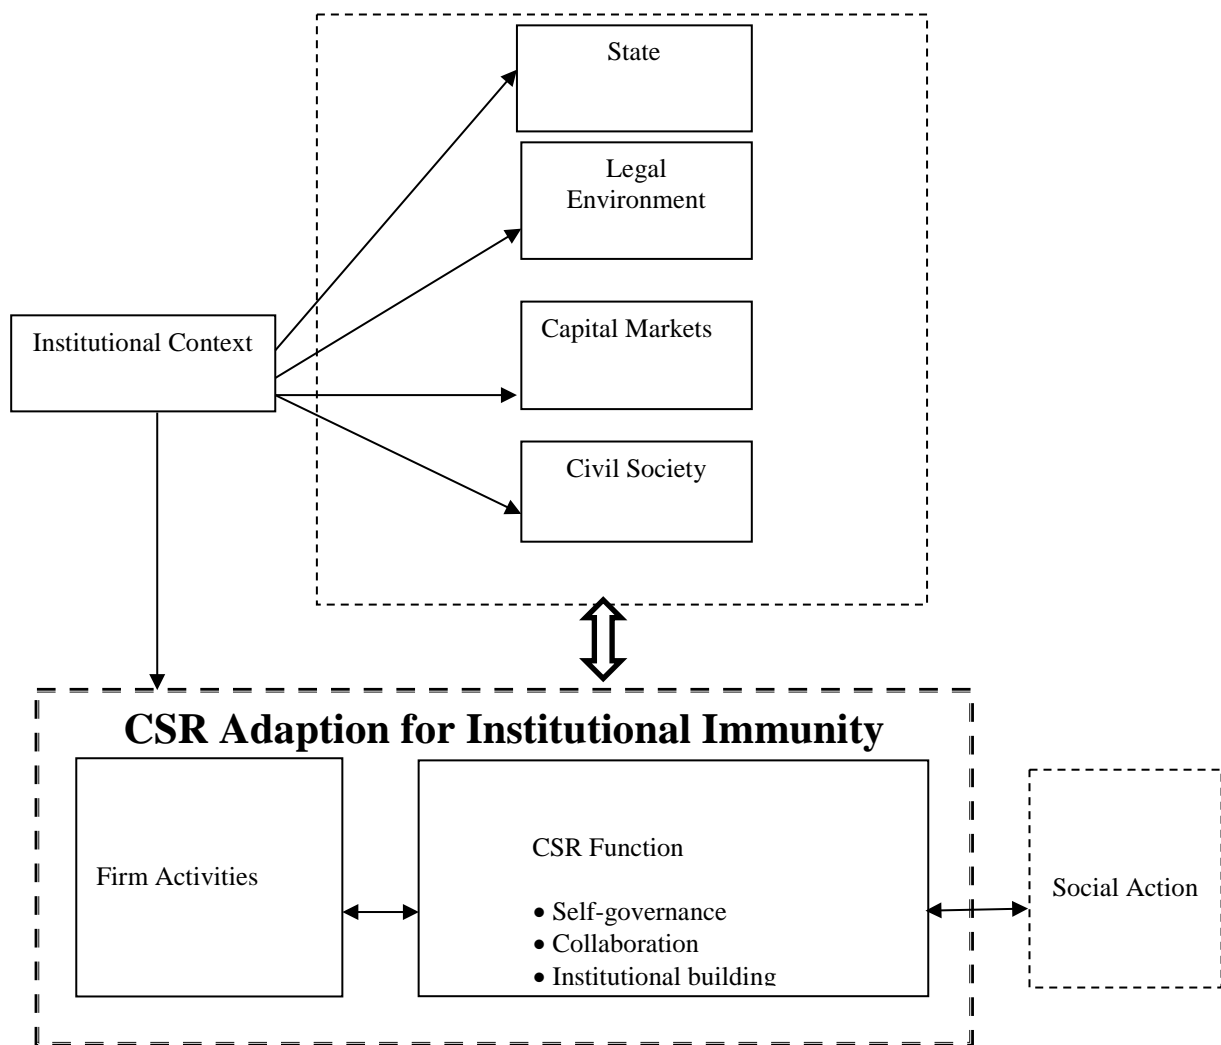 State
Legal
Environment
Institutional Context
Capital Markets
Civil Society
CSR Adaption for Institutional Immunity
Firm Activities
CSR Function
• Self-governance
• Collaboration
• Institutional building
Social Action